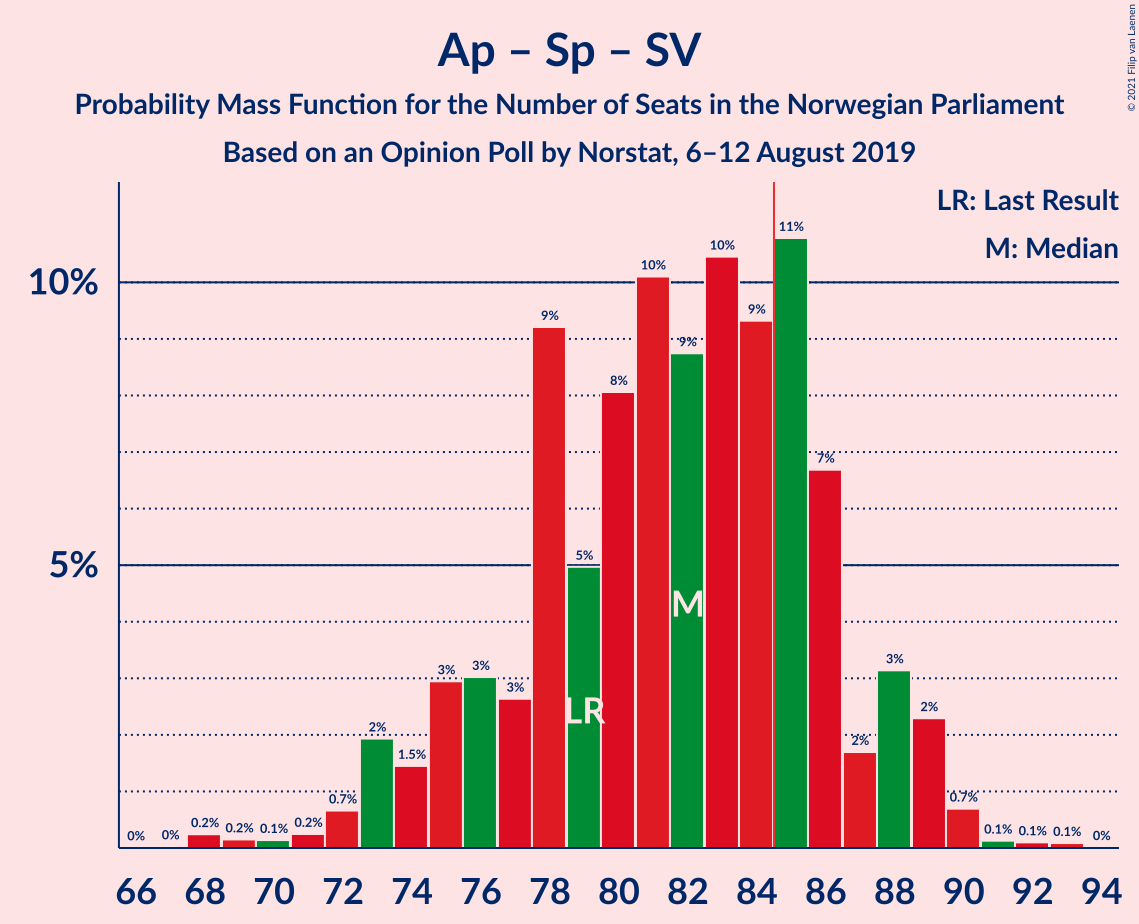 Ap – Sp – SV
Probability Mass Function for the Number of Seats in the Norwegian Parliament
Based on an Opinion Poll by Norstat, 6–12 August 2019
© 2021 Filip van Laenen
LR: Last Result
M: Median
10%
5%
0% 0% 0.2% 0.2% 0.1% 0.2% 0.7% 2% 1.5% 3% 3% 3% 9% 5% 8% 10% 9% 10% 9% 11% 7% 2% 3% 2% 0.7% 0.1% 0.1% 0.1% 0%
M
LR
66 68 70 72 74 76 78 80 82 84 86 88 90 92 94